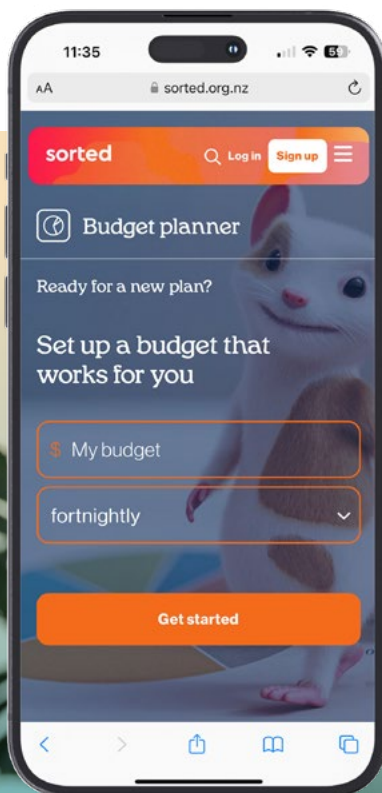 11:35
59
AA
sorted.org.nz
sorted
Log in
Sign up
Budget planner
Ready for a new plan?
Set up a budget that
works for you
$ My budget
fortnightly
Get started